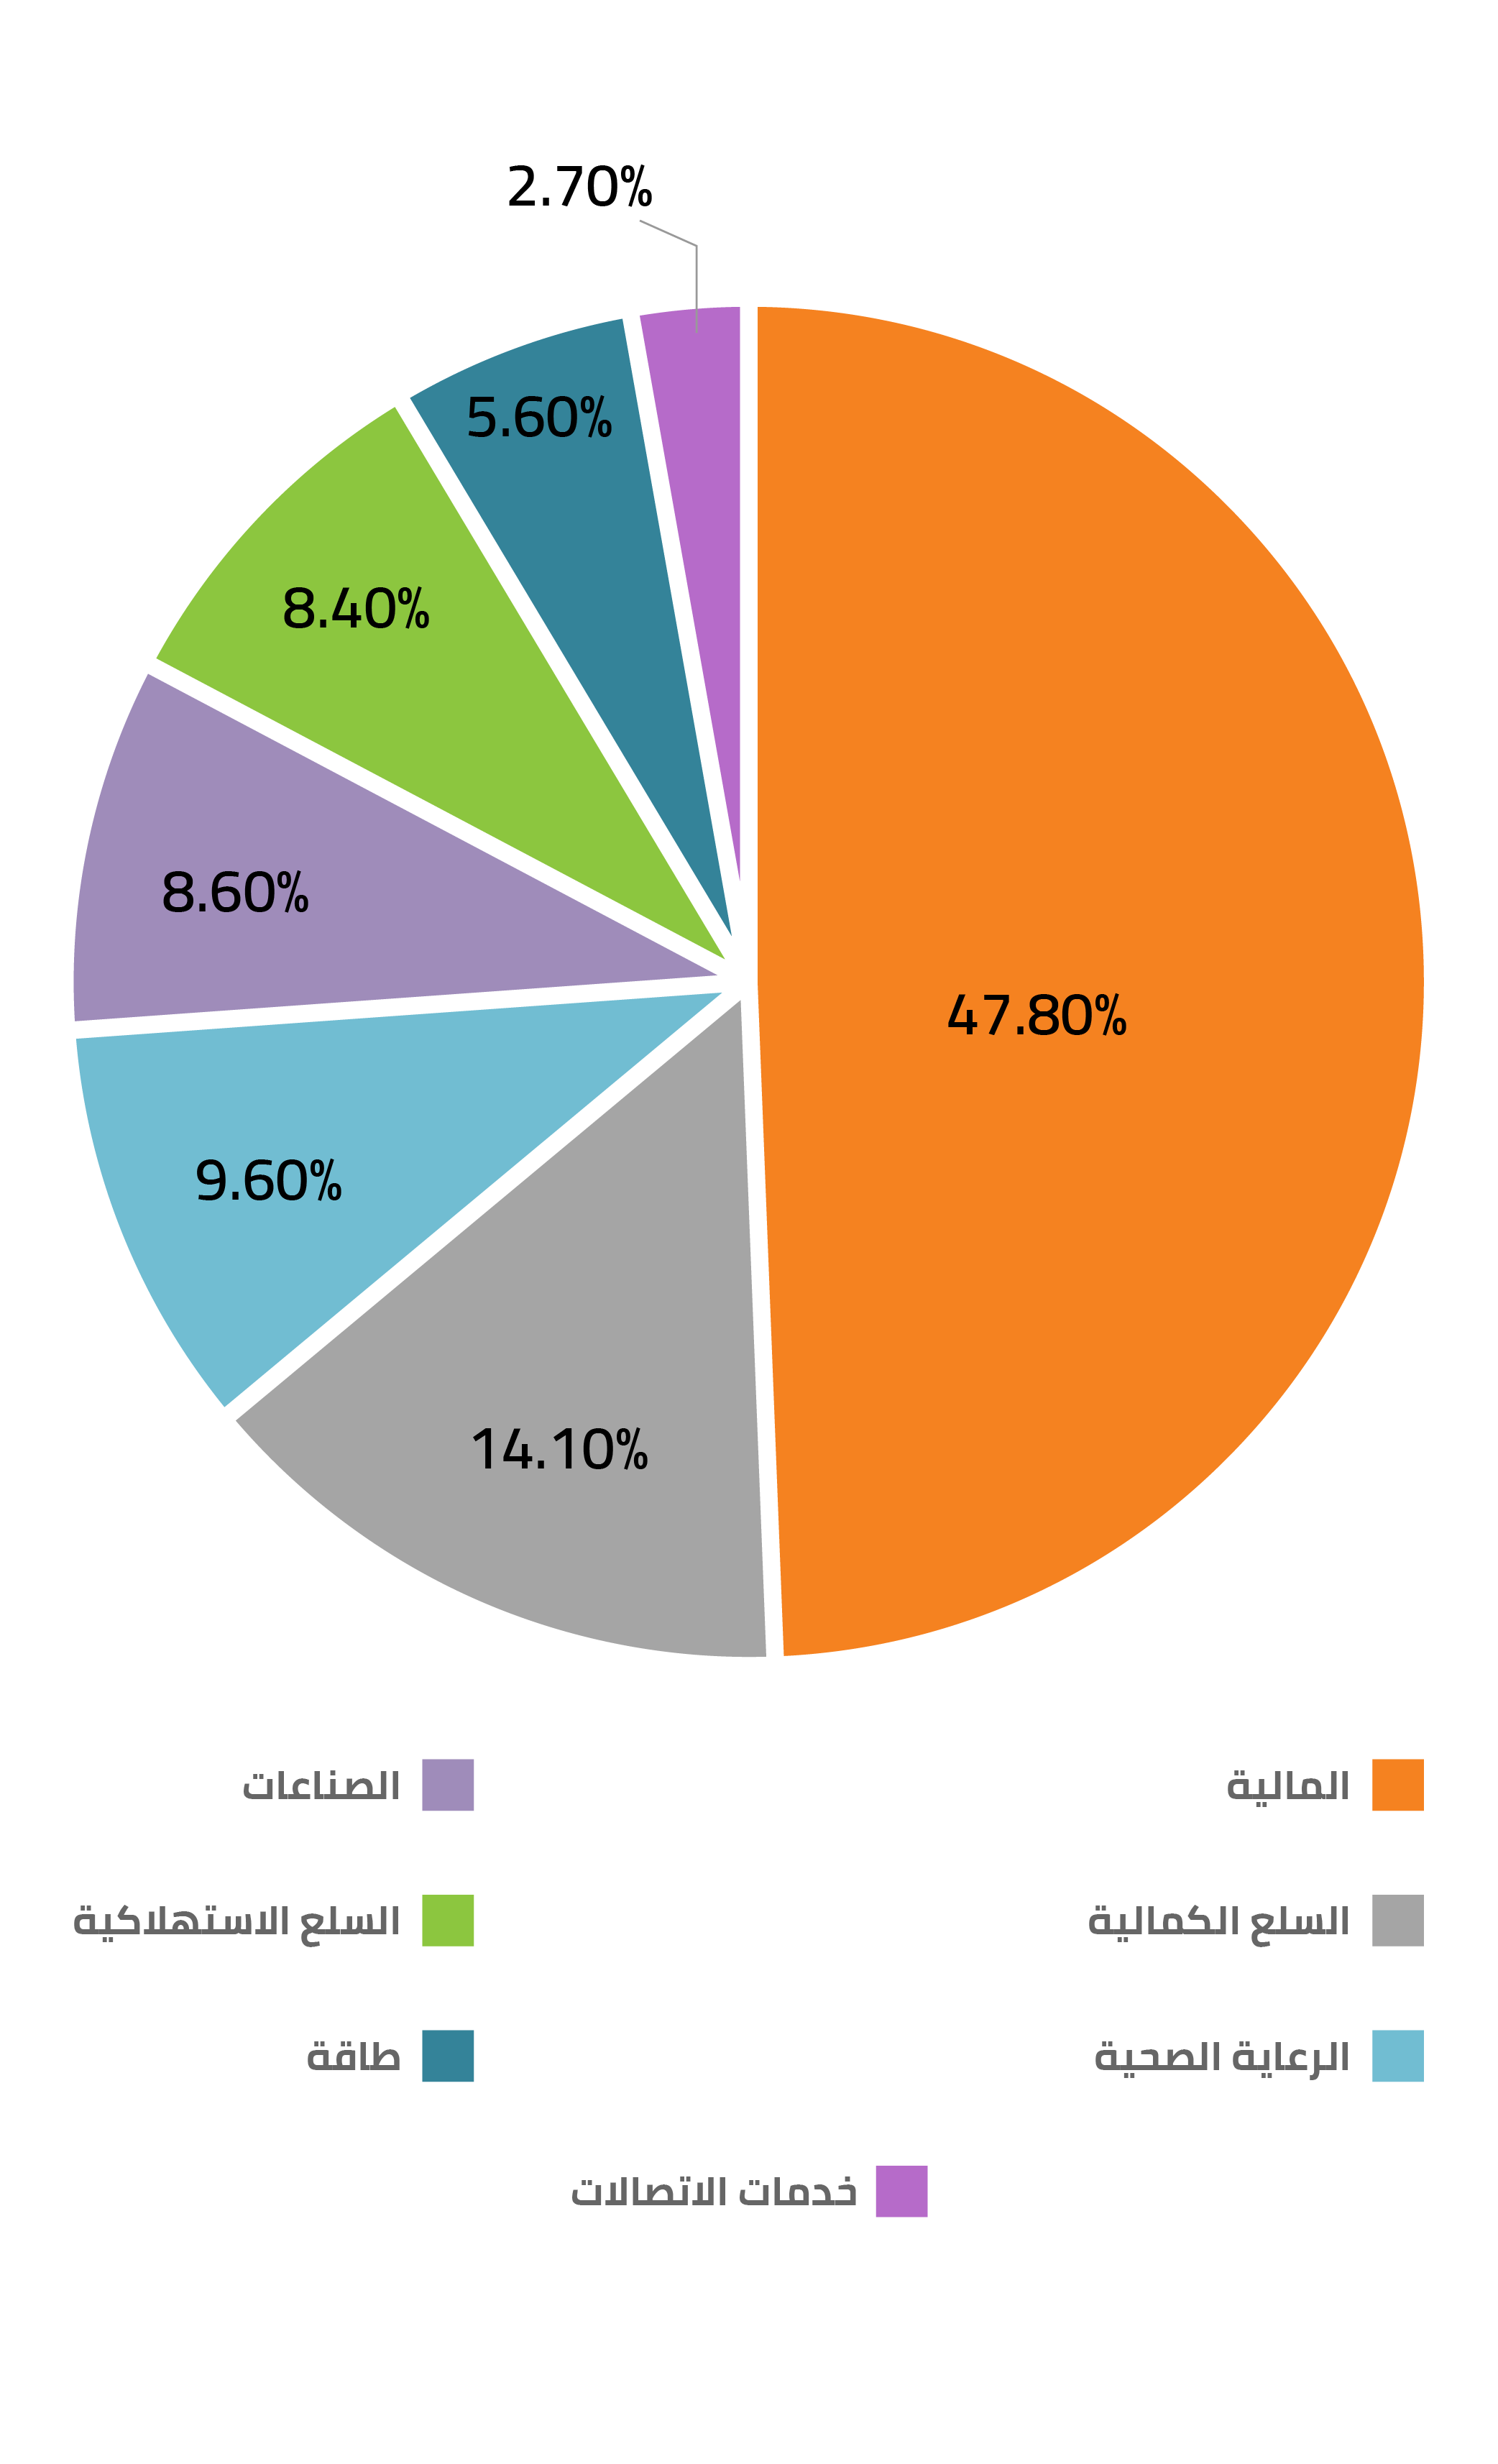 2.70%
5.60%
8.40%
8.60%
47.80%
9.60%
14.10%
المالية
الصناعات
السلع الكمالية
السلع الاستهلاكية
الرعاية الصحية
طاقة
خدمات الاتصالات